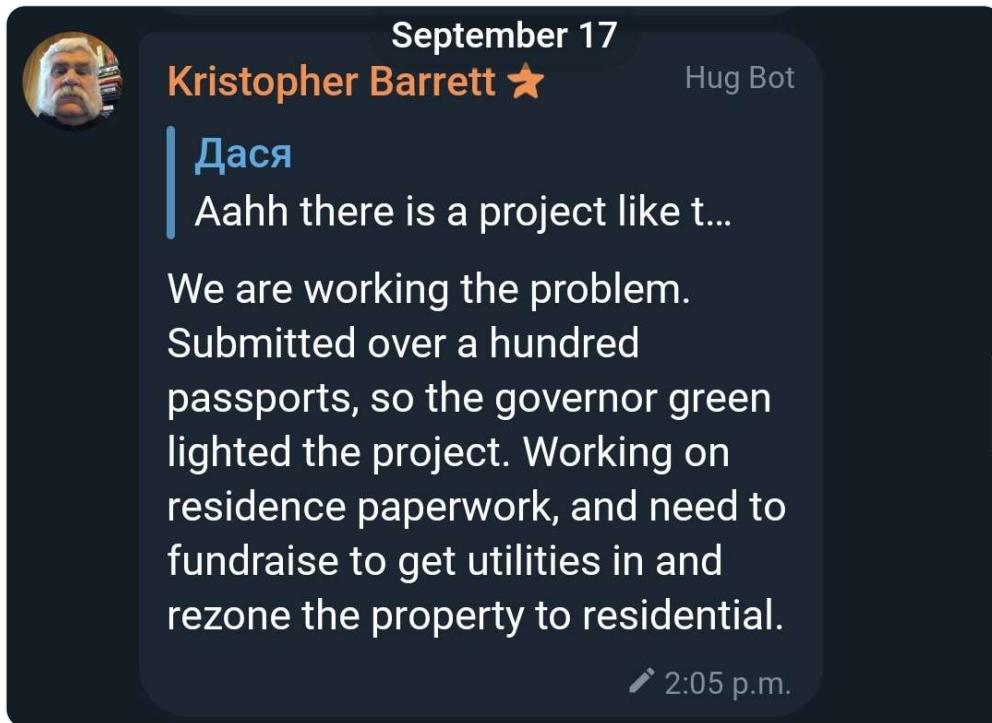 September 17
Kristopher Barrett
Hug Bot
Дася
Aahh there is a project like t...
We are working the problem.
Submitted over a hundred
passports, so the governor green
lighted the project. Working on
residence paperwork, and need to
fundraise to get utilities in and
rezone the property to residential.
2:05 p.m.